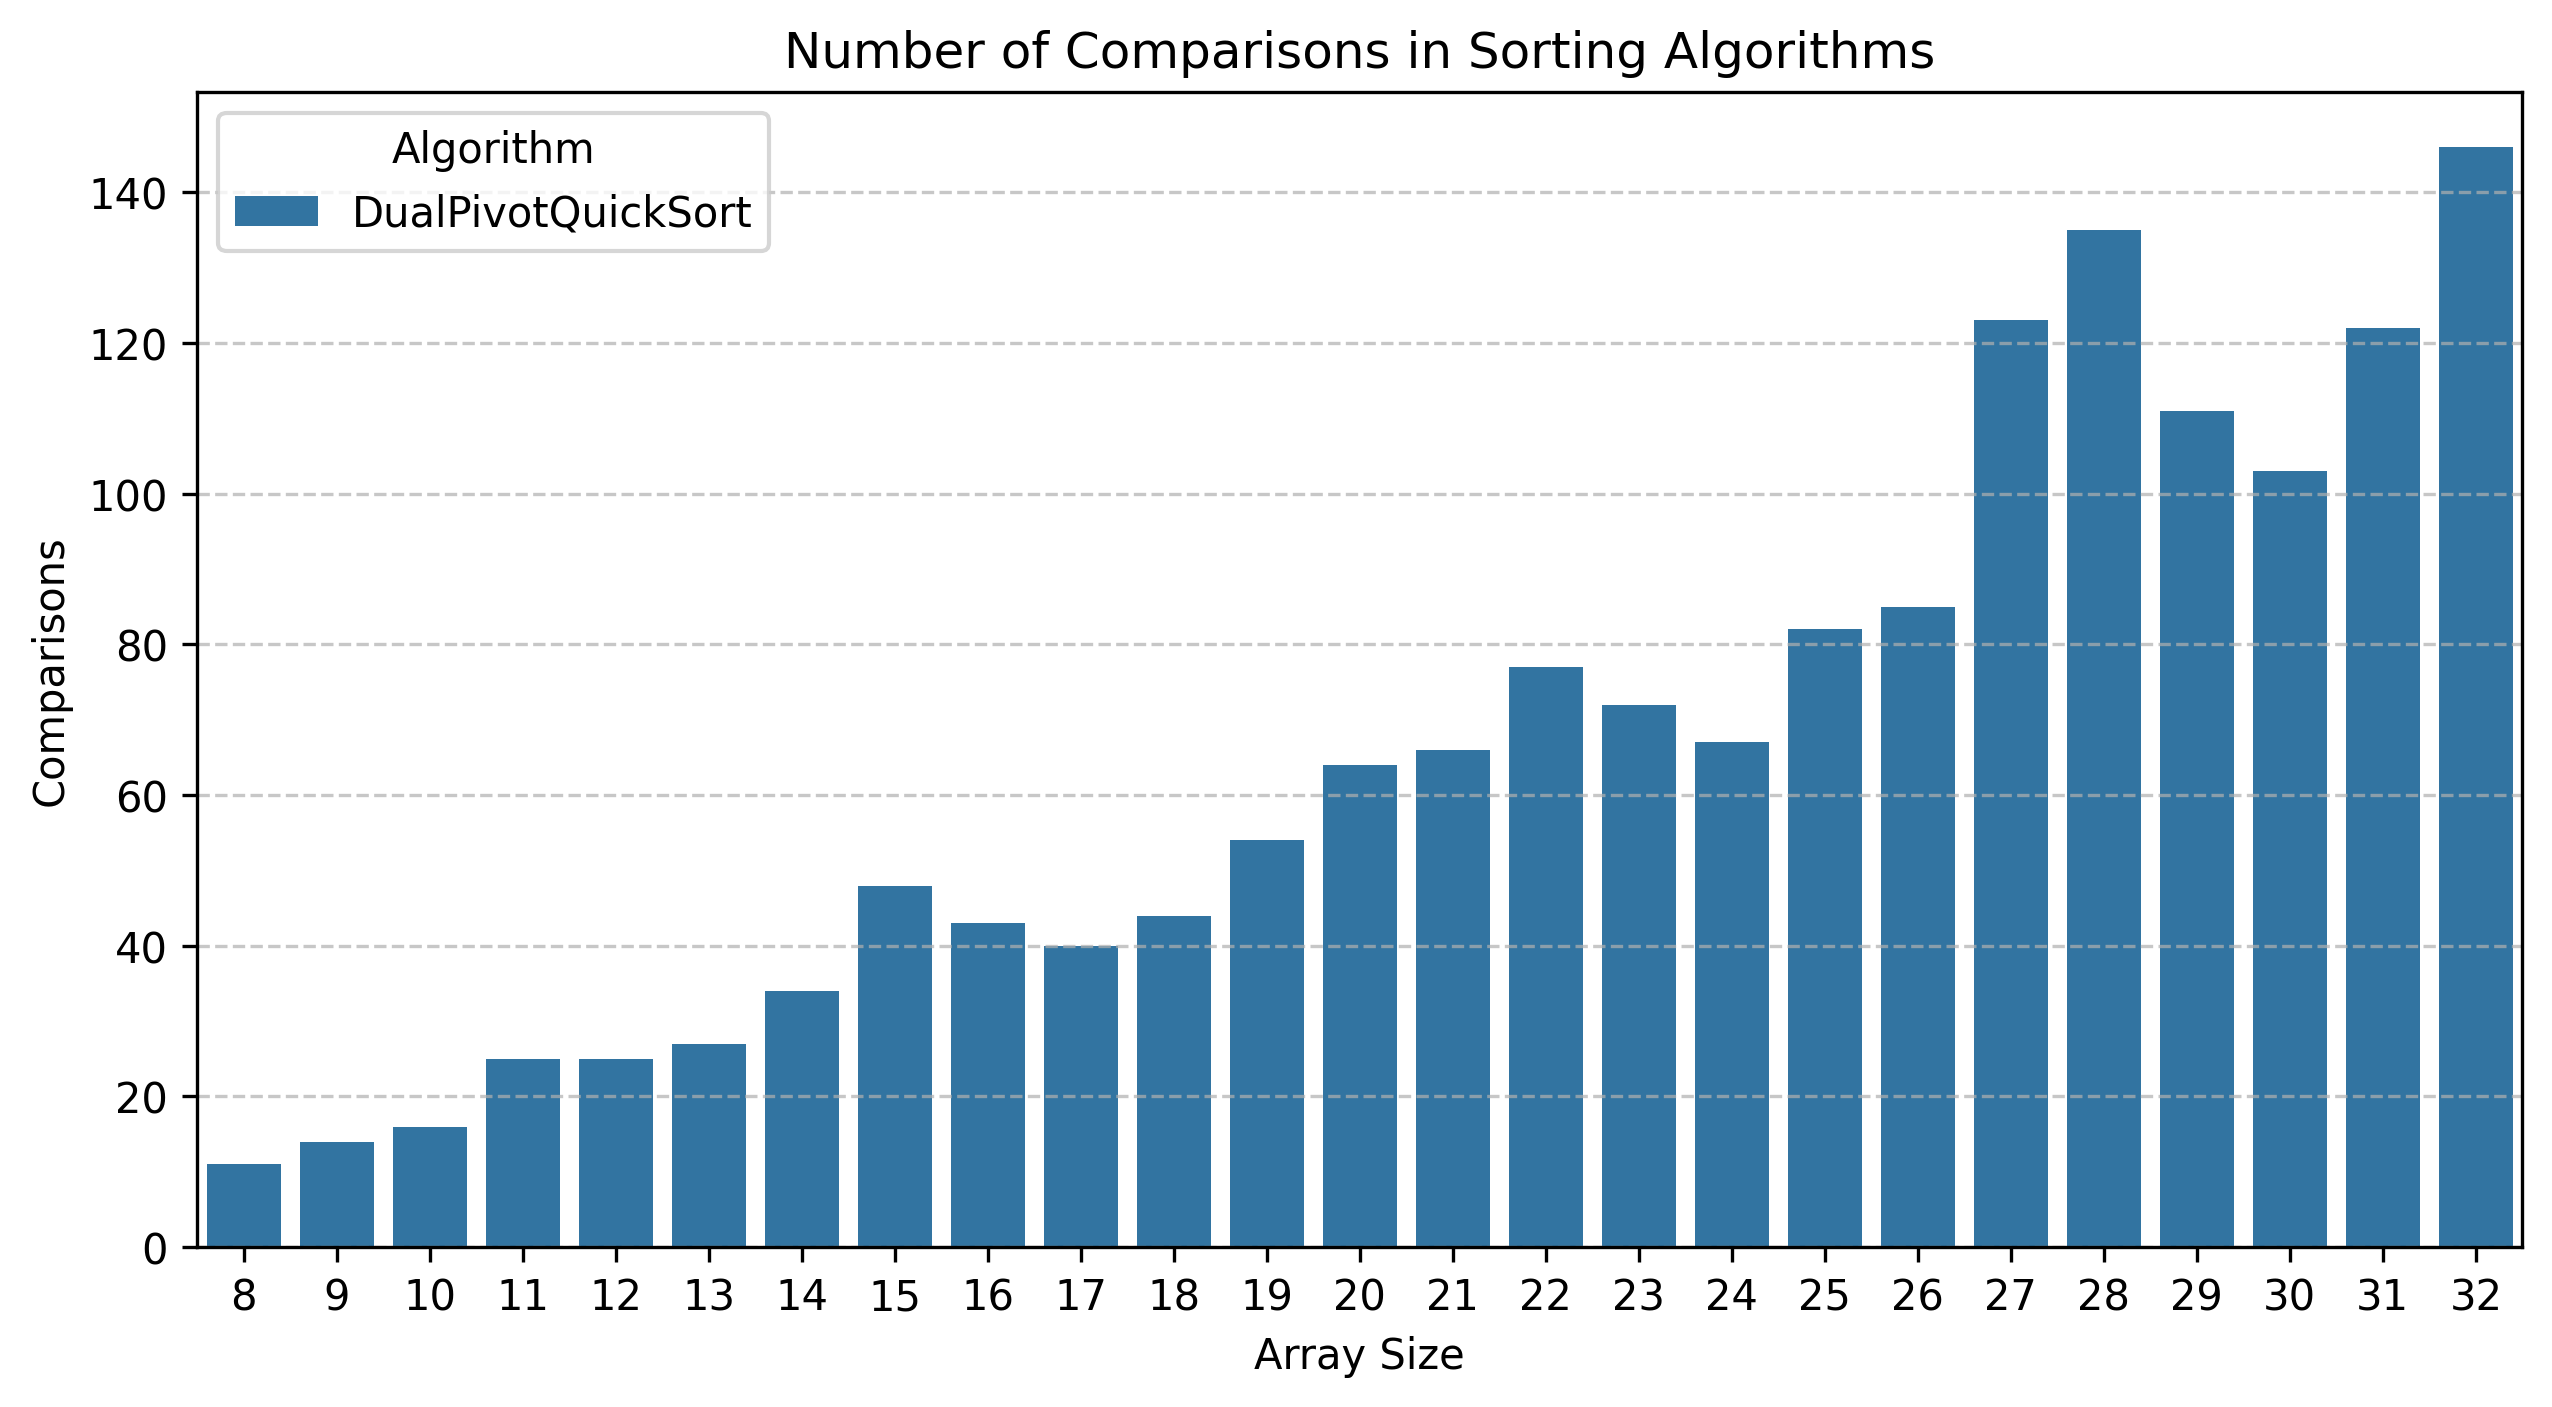 Number of Comparisons in Sorting Algorithms
Algorithm
DualPivotQuickSort
140
120
100
80
60
40
20
0
Comparisons
8 9 10 11 12 13 14 15 16 17 18 19 20 21 22 23 24 25 26 27 28 29 30 31 32
Array Size